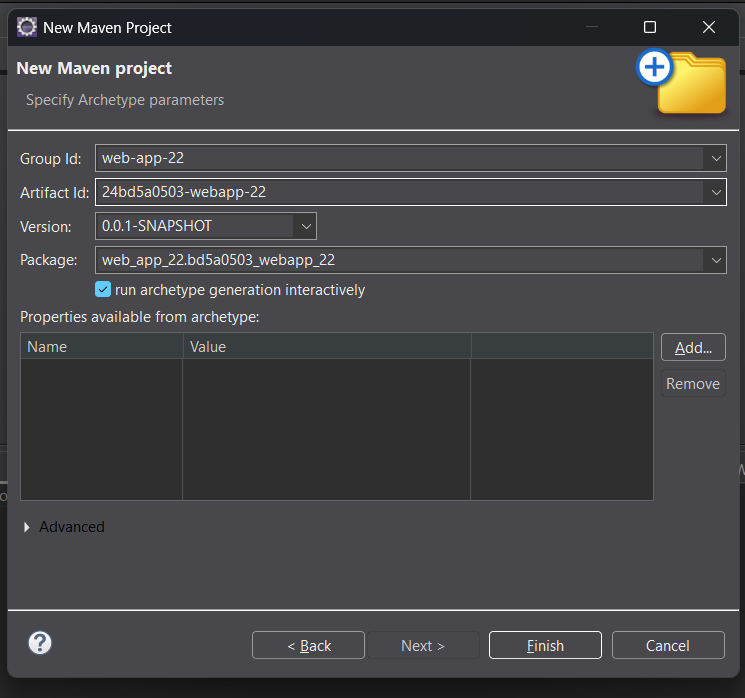 New Maven Project
New Maven project
Specify Archetype parameters
Group Id: web-app-22
Artifact Id: 24bd5a0503-webapp-22
Version: 0.0.1-SNAPSHOT
Package: web_app_22.bd5a0503_webapp_22
run archetype generation interactively
Properties available from archetype:
Name Value
Add...
Remove
Advanced
? < Back Next > Finish Cancel